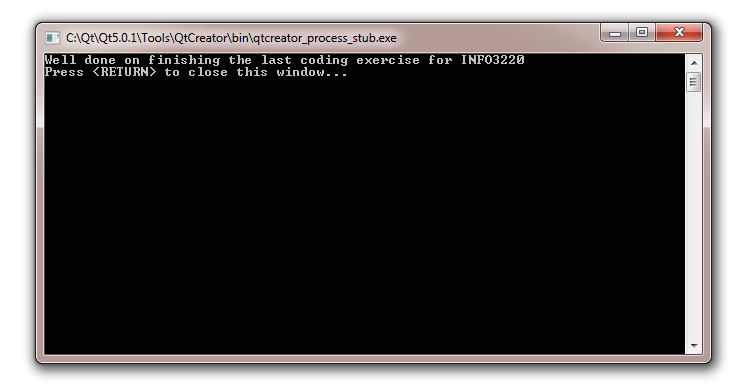 C:\Qt\Qt5.0.1\Tools\QtCreator\bin\qtcreator_process_stub.exe
Well done on finishing the last coding exercise for INFO3220
Press <RETURN> to close this window...